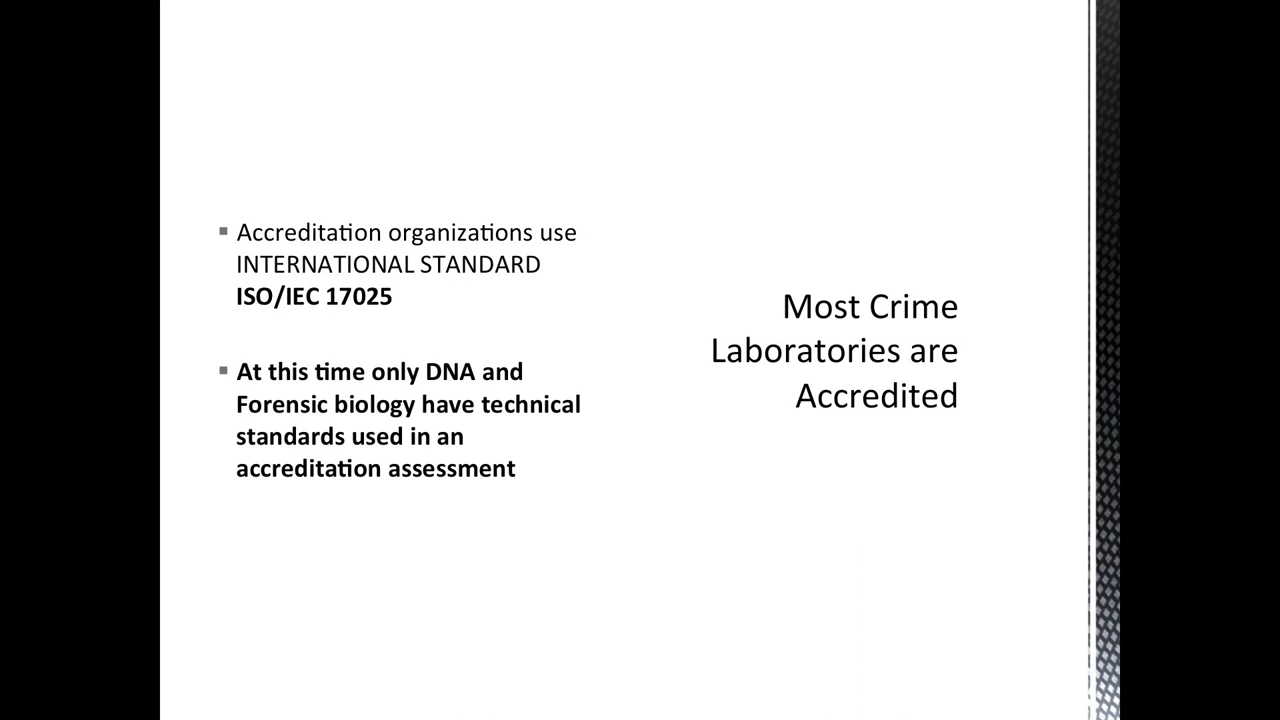 Accreditation organizations use
INTERNATIONAL STANDARD
ISO/IEC 17025
At this time only DNA and
Forensic biology have technical
standards used in an
accreditation assessment
Most Crime
Laboratories are
Accredited